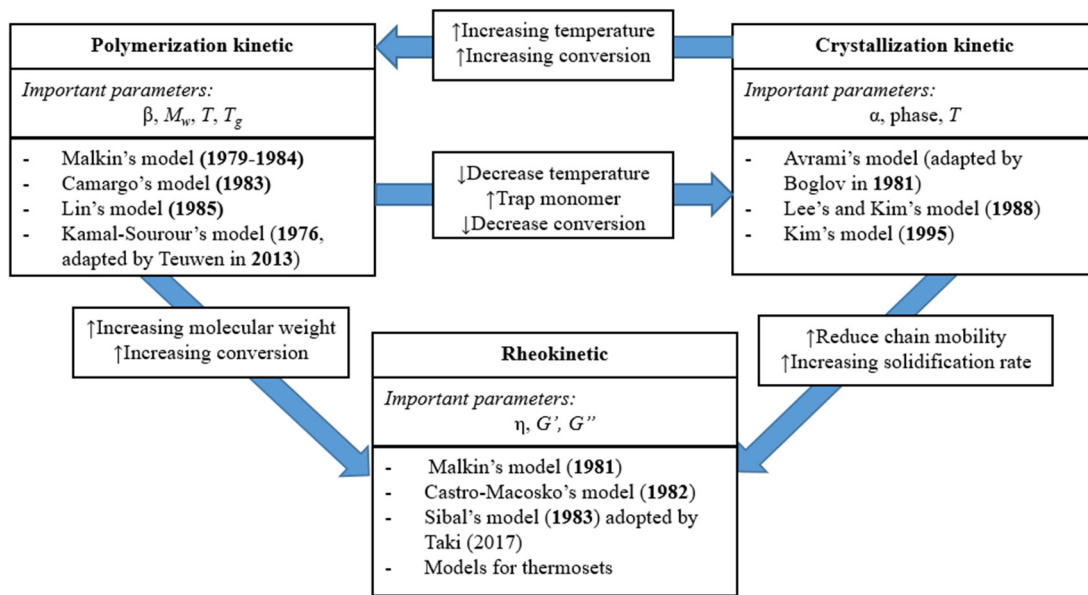 Polymerization kinetic
Important parameters:
β, Mw, T, Tg
- Malkin’s model (1979-1984)
- Camargo’s model (1983)
- Lin’s model (1985)
- Kamal-Sourour’s model (1976,
adapted by Teuwen in 2013)
↑Increasing temperature
↑Increasing conversion
↓Decrease temperature
↑Trap monomer
↓Decrease conversion
Crystallization kinetic
Important parameters:
α, phase, T
- Avrami’s model (adapted by
Boglov in 1981)
- Lee’s and Kim’s model (1988)
- Kim’s model (1995)
↑Increasing molecular weight
↑Increasing conversion
↑Reduce chain mobility
↑Increasing solidification rate
Rheokinetic
Important parameters:
η, G’, G’’
- Malkin’s model (1981)
- Castro-Macosko’s model (1982)
- Sibal’s model (1983) adopted by
Taki (2017)
- Models for thermosets